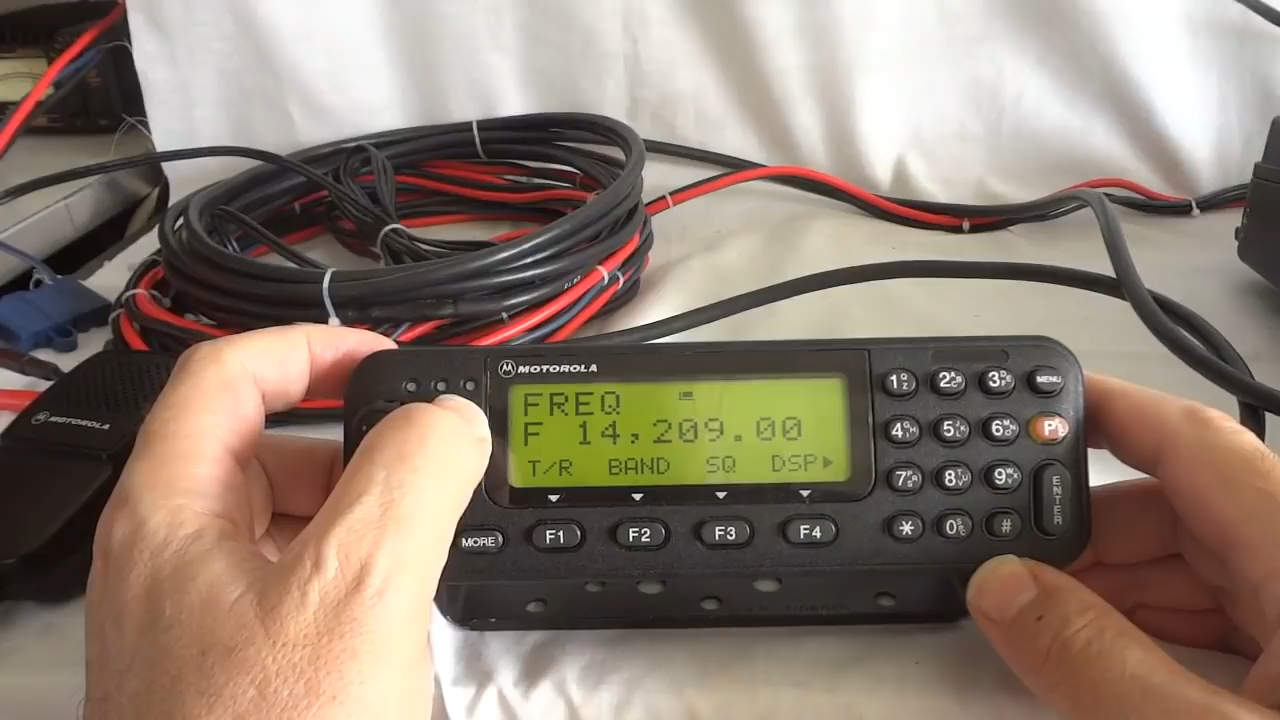 MOTOROLA
FREQ
F 14,209.00
T/R BAND SQ DSP
MORE F1 F2 F3 F4
1 2 3 MENU
4 5 6 P
7 8 9
* 0 #
ENTER
MOTOROLA